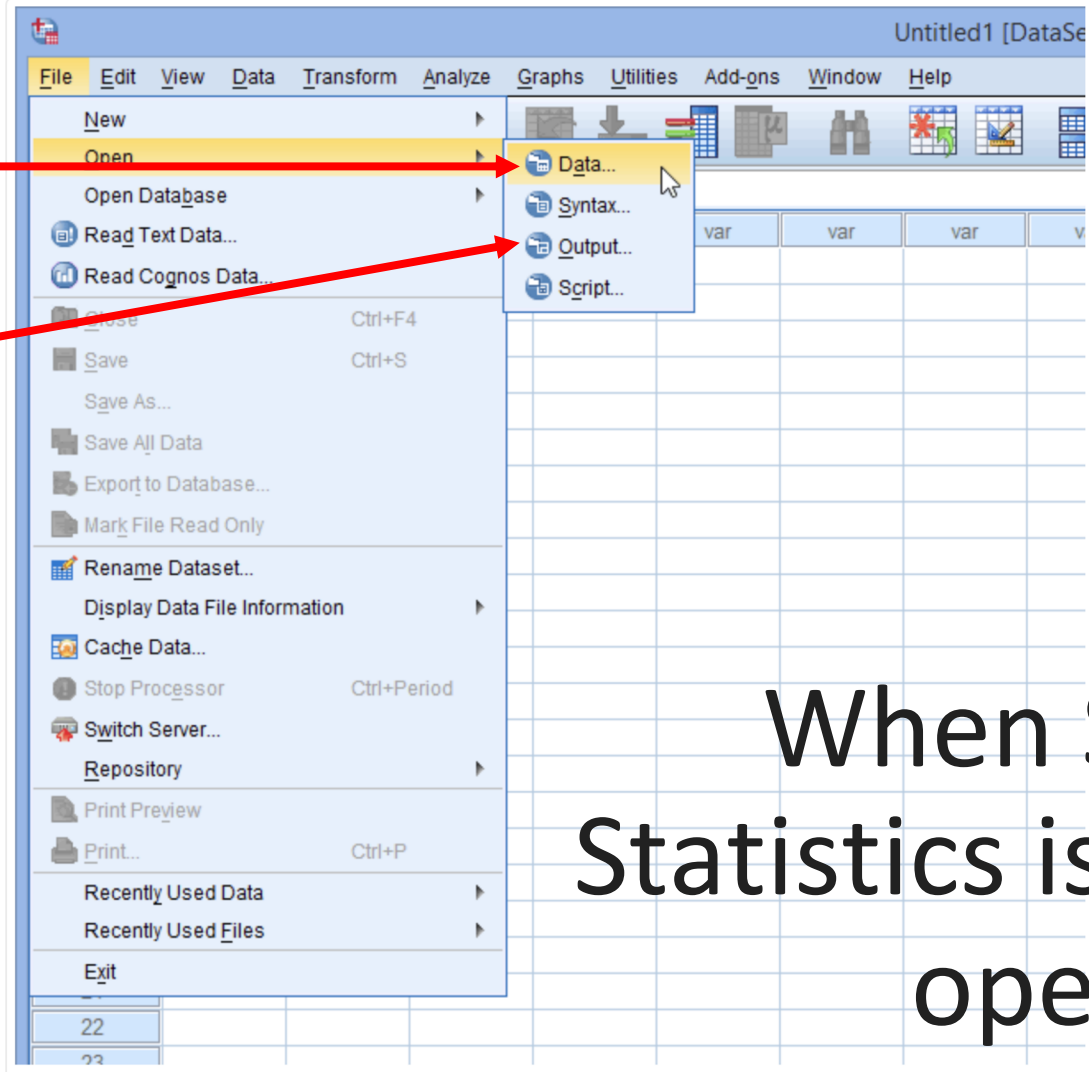 Untitled1 [DataSe
File Edit View Data Transform Analyze Graphs Utilities Add-ons Window Help
New
Open
Open Database
Read Text Data...
Read Cognos Data...
Close Ctrl+F4
Save Ctrl+S
Save As...
Save All Data
Export to Database...
Mark File Read Only
Rename Dataset...
Display Data File Information
Cache Data...
Stop Processor Ctrl+Period
Switch Server...
Repository
Print Preview
Print... Ctrl+P
Recently Used Data
Recently Used Files
Exit
Data...
Syntax...
Output...
Script...
var var var v
22
23
When S
Statistics is
ope